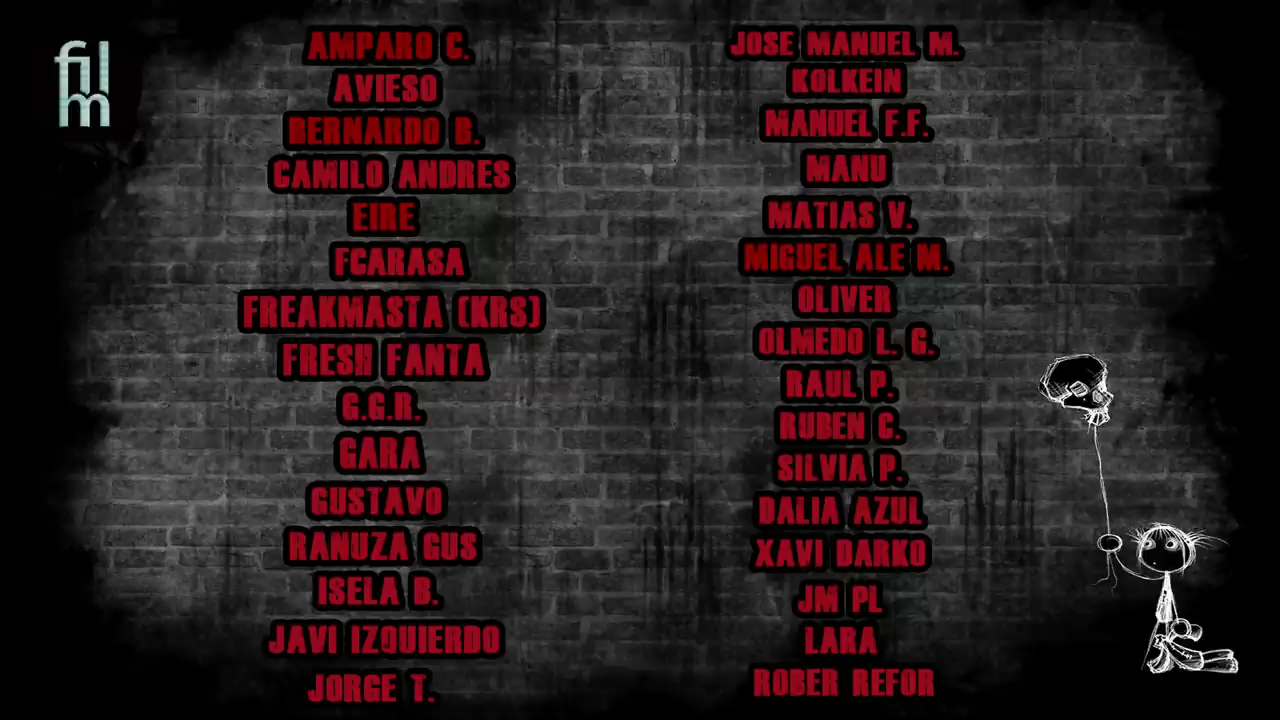 film
AMPARO C.
AVIESO
BERNARDO B.
CAMILO ANDRES
EIRE
FCARASA
FREAKMASTA (KRS)
FRESH FANTA
G.G.R.
GARA
GUSTAVO
RANUZA GUS
ISELA B.
JAVI IZQUIERDO
JORGE T.
JOSE MANUEL M.
KOLKEIN
MANUEL F.F.
MANU
MATIAS V.
MIGUEL ALE M.
OLIVER
OLMEDO L. G.
RAUL P.
RUBEN C.
SILVIA P.
DALIA AZUL
XAVI DARKO
JM PL
LARA
ROBER REFOR